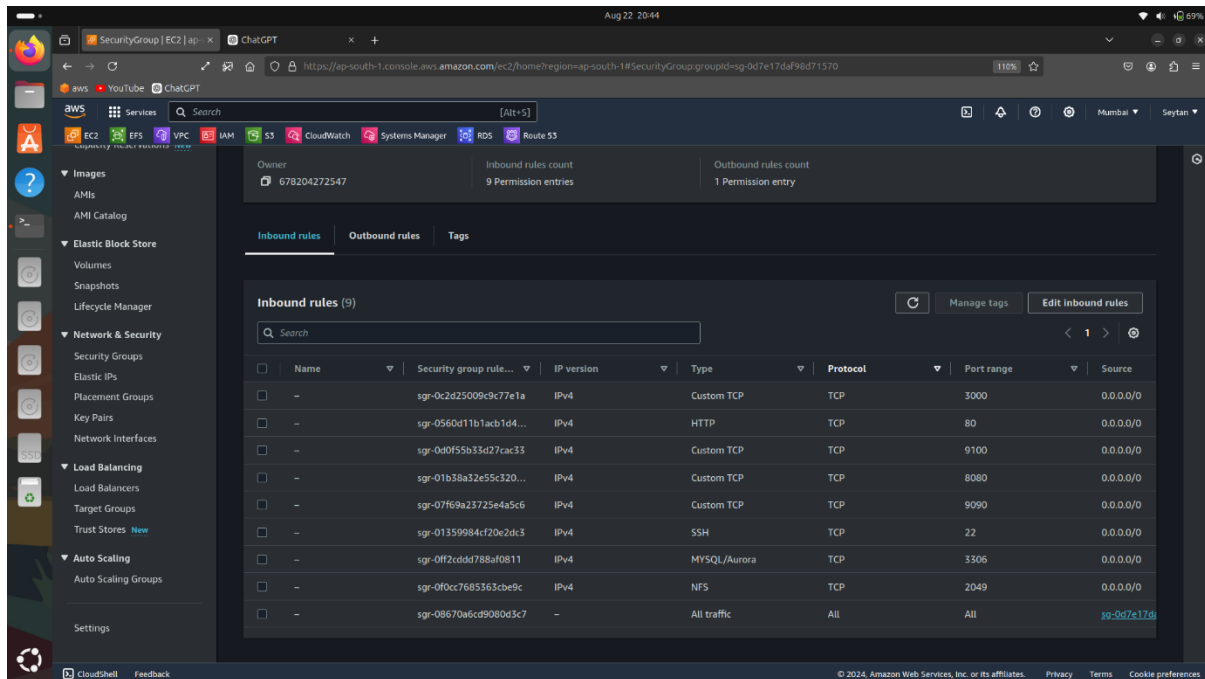 Aug 22 20:44
69%
SecurityGroup | EC2 | ap-
ChatGPT
https://ap-south-1.console.aws.amazon.com/ec2/home?region=ap-south-1#SecurityGroup:groupId=sg-0d7e17daf98d71570
110%
aws YouTube ChatGPT
aws Services Search [Alt+S] Mumbai Seytan
EC2 EFS VPC IAM S3 CloudWatch Systems Manager RDS Route 53
Capacity Reservations New
Images
AMIs
AMI Catalog
Elastic Block Store
Volumes
Snapshots
Lifecycle Manager
Network & Security
Security Groups
Elastic IPs
Placement Groups
Key Pairs
Network Interfaces
Load Balancing
Load Balancers
Target Groups
Trust Stores New
Auto Scaling
Auto Scaling Groups
Settings
Owner Inbound rules count Outbound rules count
678204272547 9 Permission entries 1 Permission entry
Inbound rules Outbound rules Tags
Inbound rules (9) Manage tags Edit inbound rules
Search
1
Name Security group rule... IP version Type Protocol Port range Source
– sgr-0c2d25009c9c77e1a IPv4 Custom TCP TCP 3000 0.0.0.0/0
– sgr-0560d11b1acb1d4... IPv4 HTTP TCP 80 0.0.0.0/0
– sgr-0d0f55b33d27cac33 IPv4 Custom TCP TCP 9100 0.0.0.0/0
– sgr-01b38a32e55c320... IPv4 Custom TCP TCP 8080 0.0.0.0/0
– sgr-07f69a23725e4a5c6 IPv4 Custom TCP TCP 9090 0.0.0.0/0
– sgr-01359984cf20e2dc3 IPv4 SSH TCP 22 0.0.0.0/0
– sgr-0ff2cddd788af0811 IPv4 MYSQL/Aurora TCP 3306 0.0.0.0/0
– sgr-0f0cc7685363cbe9c IPv4 NFS TCP 2049 0.0.0.0/0
– sgr-08670a6cd9080d3c7 – All traffic All All sg-0d7e17da
CloudShell Feedback © 2024, Amazon Web Services, Inc. or its affiliates. Privacy Terms Cookie preferences
SSD